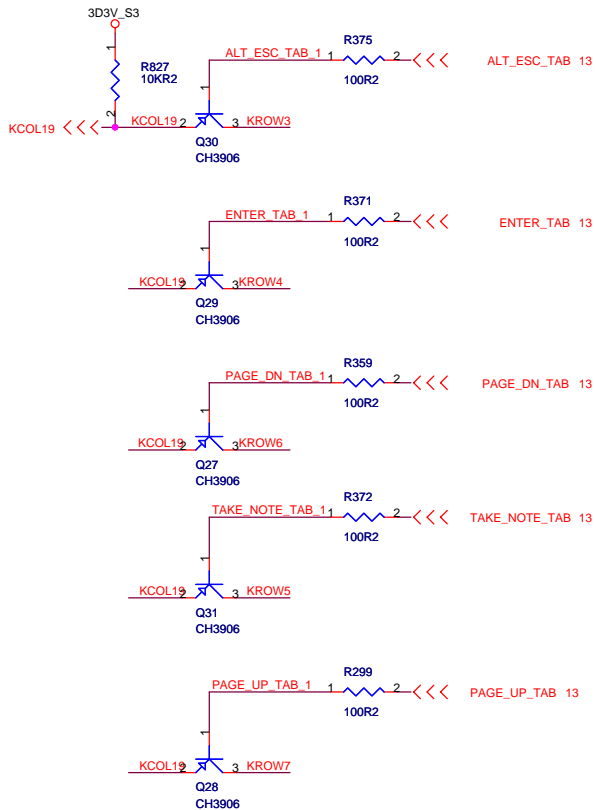 3D3V_S3
1
R827
10KR2
2
KCOL19
KCOL19 2
1
3 KROW3
Q30
CH3906
ALT_ESC_TAB_1
R375
1 2
100R2
ALT_ESC_TAB 13
ENTER_TAB_1
R371
1 2
100R2
ENTER_TAB 13
1
KCOL19 2
3 KROW4
Q29
CH3906
PAGE_DN_TAB_1
R359
1 2
100R2
PAGE_DN_TAB 13
1
KCOL19 2
3 KROW6
Q27
CH3906
TAKE_NOTE_TAB_1
R372
1 2
100R2
TAKE_NOTE_TAB 13
1
KCOL19 2
3 KROW5
Q31
CH3906
PAGE_UP_TAB_1
R299
1 2
100R2
PAGE_UP_TAB 13
1
KCOL19 2
3 KROW7
Q28
CH3906